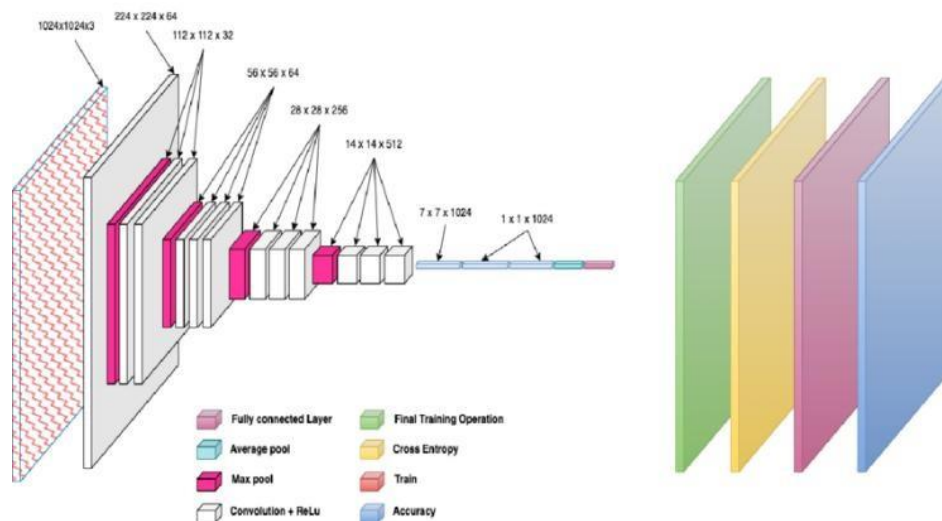 1024x1024x3
224 x 224 x 64
112 x 112 x 32
56 x 56 x 64
28 x 28 x 256
14 x 14 x 512
7 x 7 x 1024
1 x 1 x 1024
Fully connected Layer
Average pool
Max pool
Convolution + ReLu
Final Training Operation
Cross Entropy
Train
Accuracy